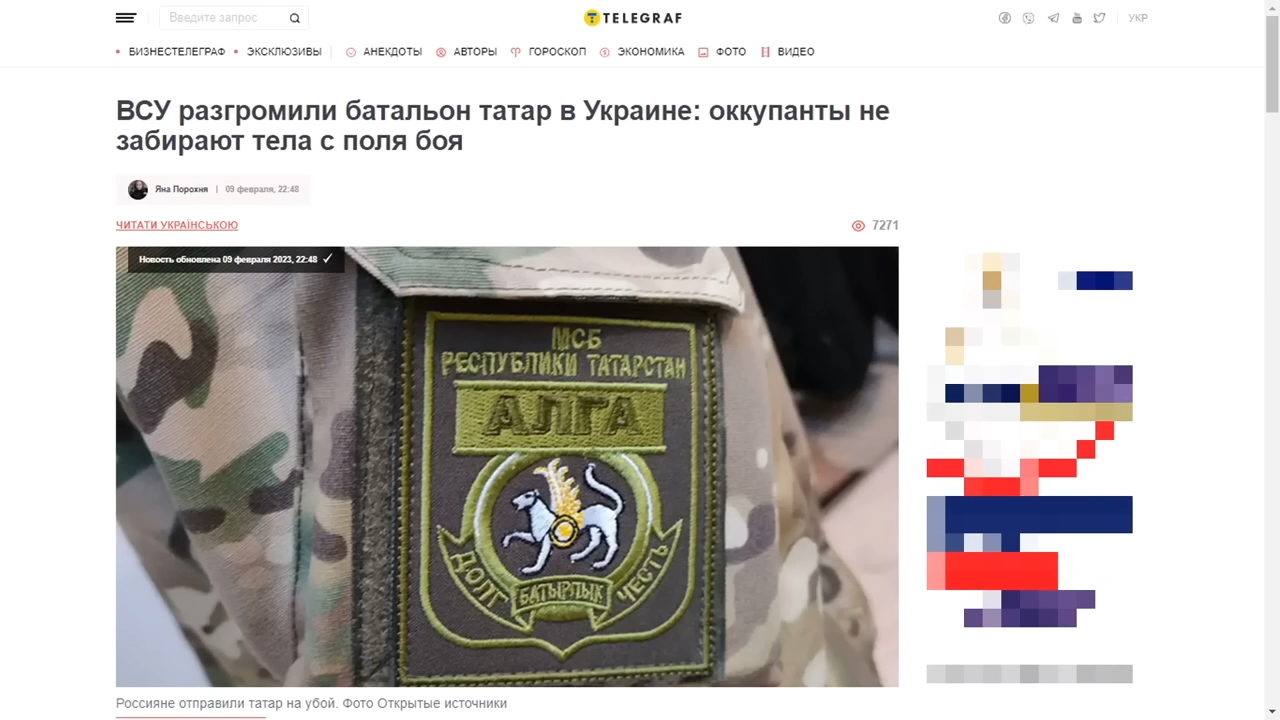 Введите запрос
TELEGRAF
УКР
БИЗНЕСТЕЛЕГРАФ
ЭКСКЛЮЗИВЫ
АНЕКДОТЫ
АВТОРЫ
ГОРОСКОП
ЭКОНОМИКА
ФОТО
ВИДЕО
ВСУ разгромили батальон татар в Украине: оккупанты не
забирают тела с поля боя
Яна Порохня | 09 февраля, 22:48
ЧИТАТИ УКРАЇНСЬКОЮ
7271
Новость обновлена 09 февраля 2023, 22:48
МСБ
РЕСПУБЛИКИ ТАТАРСТАН
АЛГА
ДОЛГ
БАТЫРЛЫК
ЧЕСТЬ
Россияне отправили татар на убой. Фото Открытые источники